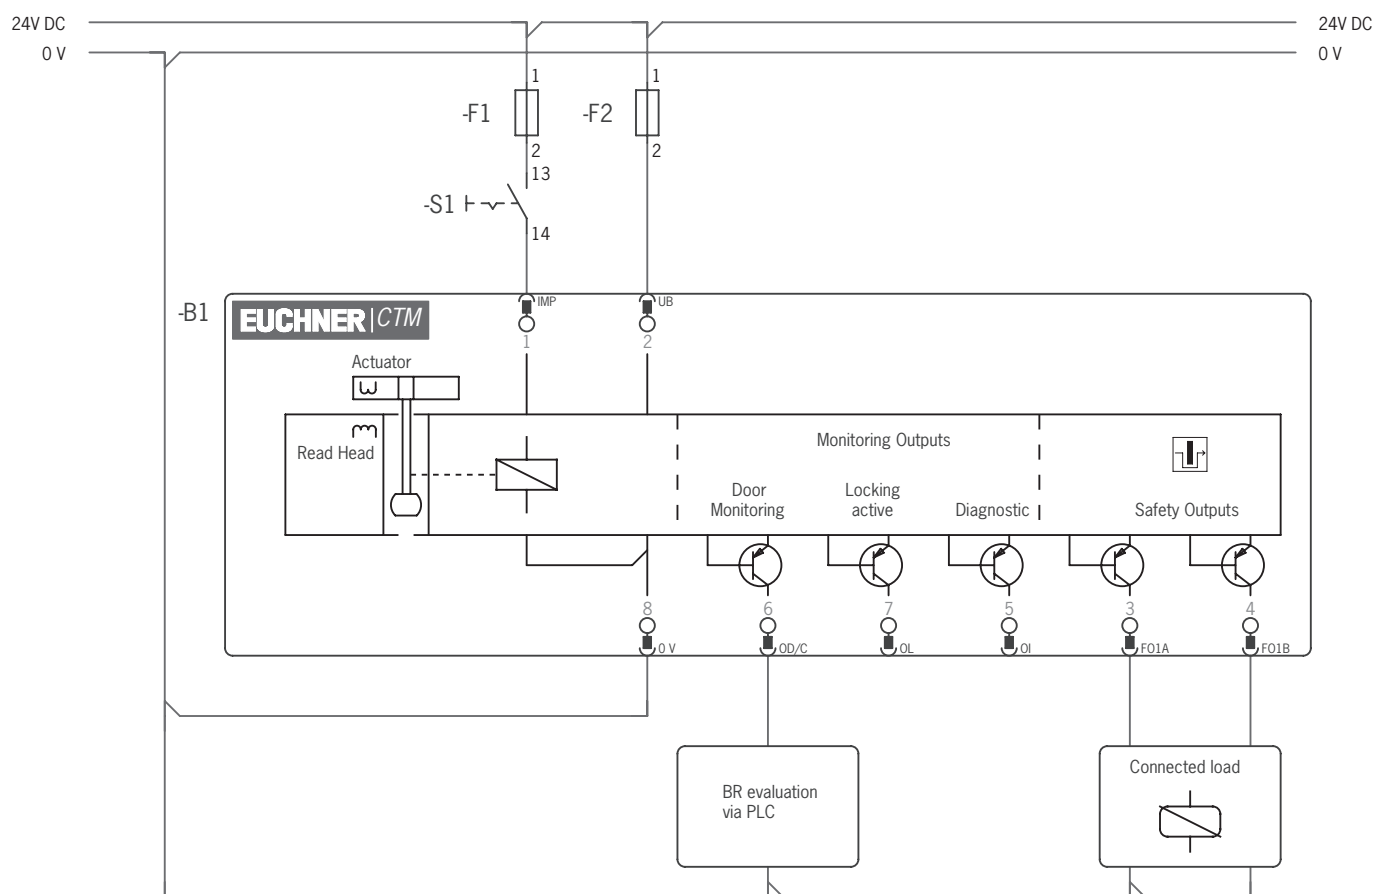 24V DC
24V DC
0 V
0 V
1
1
-F1
-F2
2
2
13
-S1
14
-B1
EUCHNER CTM
IMP
UB
1
2
Actuator
Read Head
Monitoring Outputs
Door
Monitoring
Locking
active
Diagnostic
Safety Outputs
8
6
7
5
3
4
0 V
OD/C
OL
OI
FO1A
FO1B
BR evaluation
via PLC
Connected load